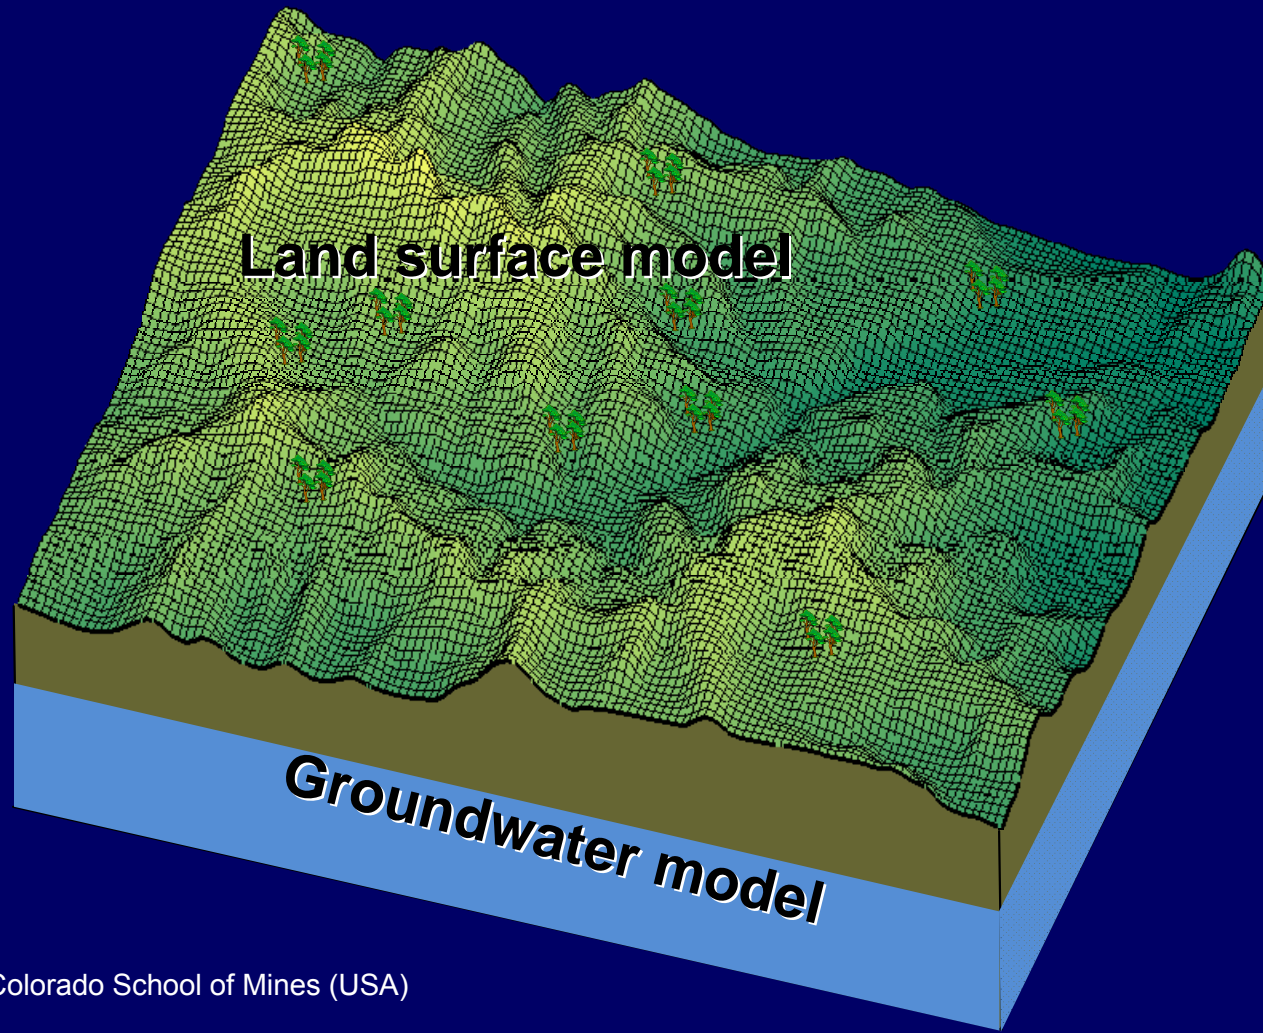 Land surface model
Groundwater model
Colorado School of Mines (USA)